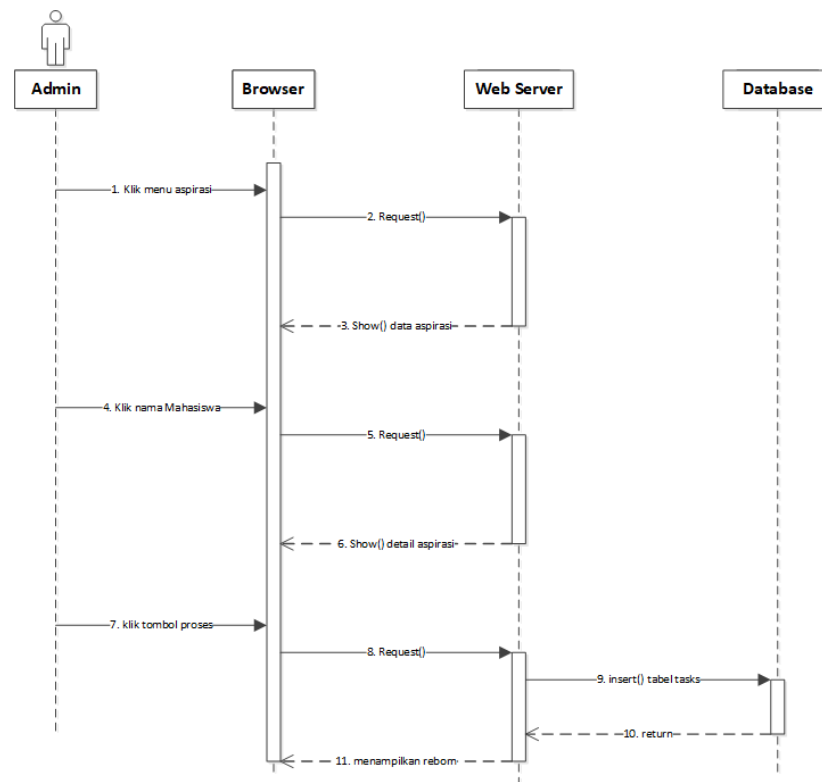 Admin
Browser
Web Server
Database
1. Klik menu aspirasi
2. Request()
3. Show() data aspirasi
4. Klik nama Mahasiswa
5. Request()
6. Show() detail aspirasi
7. klik tombol proses
8. Request()
9. insert() tabel tasks
10. return
11. menampilkan rebom